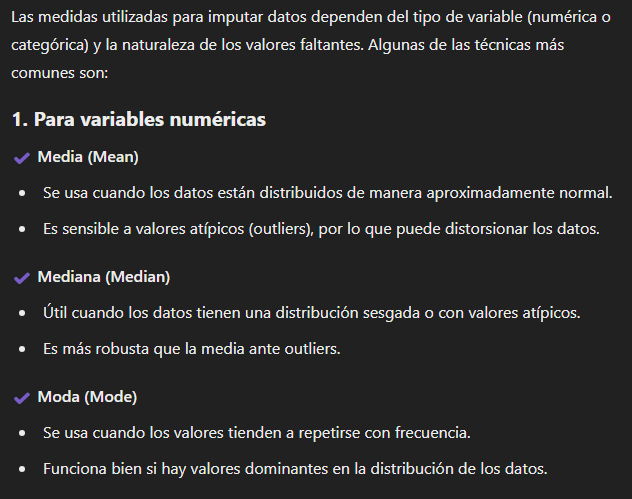 Las medidas utilizadas para imputar datos dependen del tipo de variable (numérica o
categórica) y la naturaleza de los valores faltantes. Algunas de las técnicas más
comunes son:
1. Para variables numéricas
✔ Media (Mean)
• Se usa cuando los datos están distribuidos de manera aproximadamente normal.
• Es sensible a valores atípicos (outliers), por lo que puede distorsionar los datos.
✔ Mediana (Median)
• Útil cuando los datos tienen una distribución sesgada o con valores atípicos.
• Es más robusta que la media ante outliers.
✔ Moda (Mode)
• Se usa cuando los valores tienden a repetirse con frecuencia.
• Funciona bien si hay valores dominantes en la distribución de los datos.